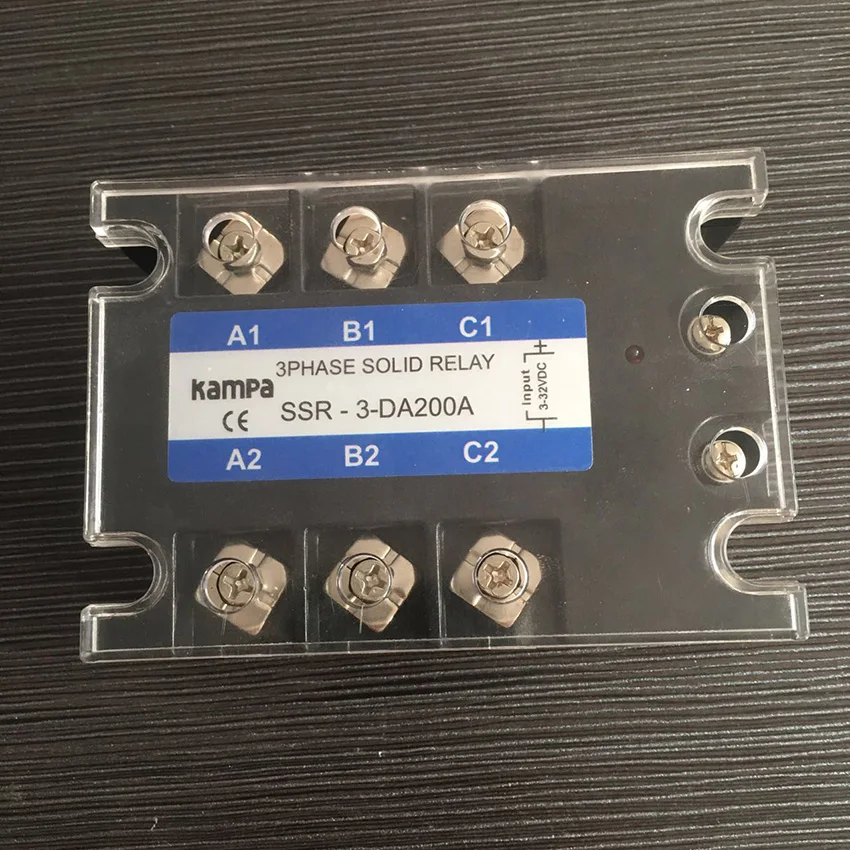 A1 B1 C1
3PHASE SOLID RELAY
kampa
CE SSR - 3-DA200A
A2 B2 C2
+
Input
3-32VDC
-